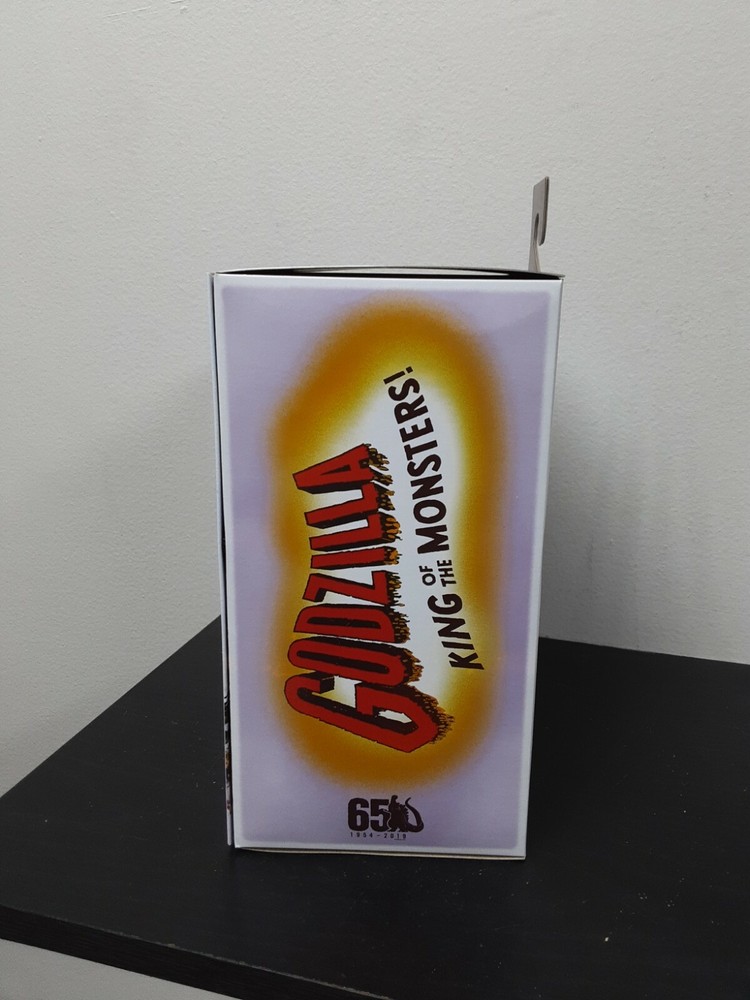 GODZILLA
KING OF THE MONSTERS!
65
1954-2019